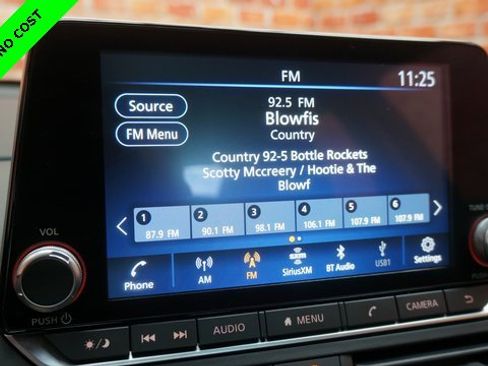 NO COST
FM
11:25
Source
FM Menu
92.5 FM
Blowfis
Country
Country 92-5 Bottle Rockets
Scotty Mccreery / Hootie & The
Blowf
1 2 3 4 5 6
87.9 FM 90.1 FM 98.1 FM 106.1 FM 107.9 FM 107.9 FM
Phone AM FM SiriusXM BT Audio USB1 Settings
VOL
PUSH
AUDIO MENU CAMERA